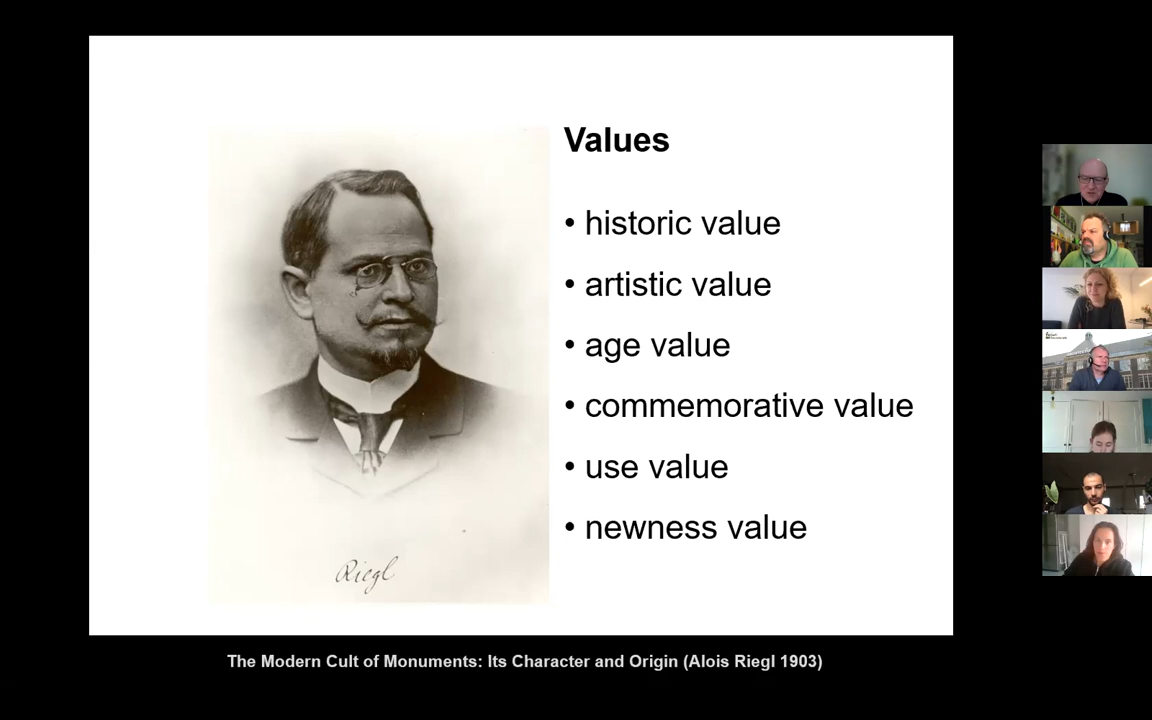 Values
• historic value
• artistic value
• age value
• commemorative value
• use value
• newness value
Riegl
The Modern Cult of Monuments: Its Character and Origin (Alois Riegl 1903)